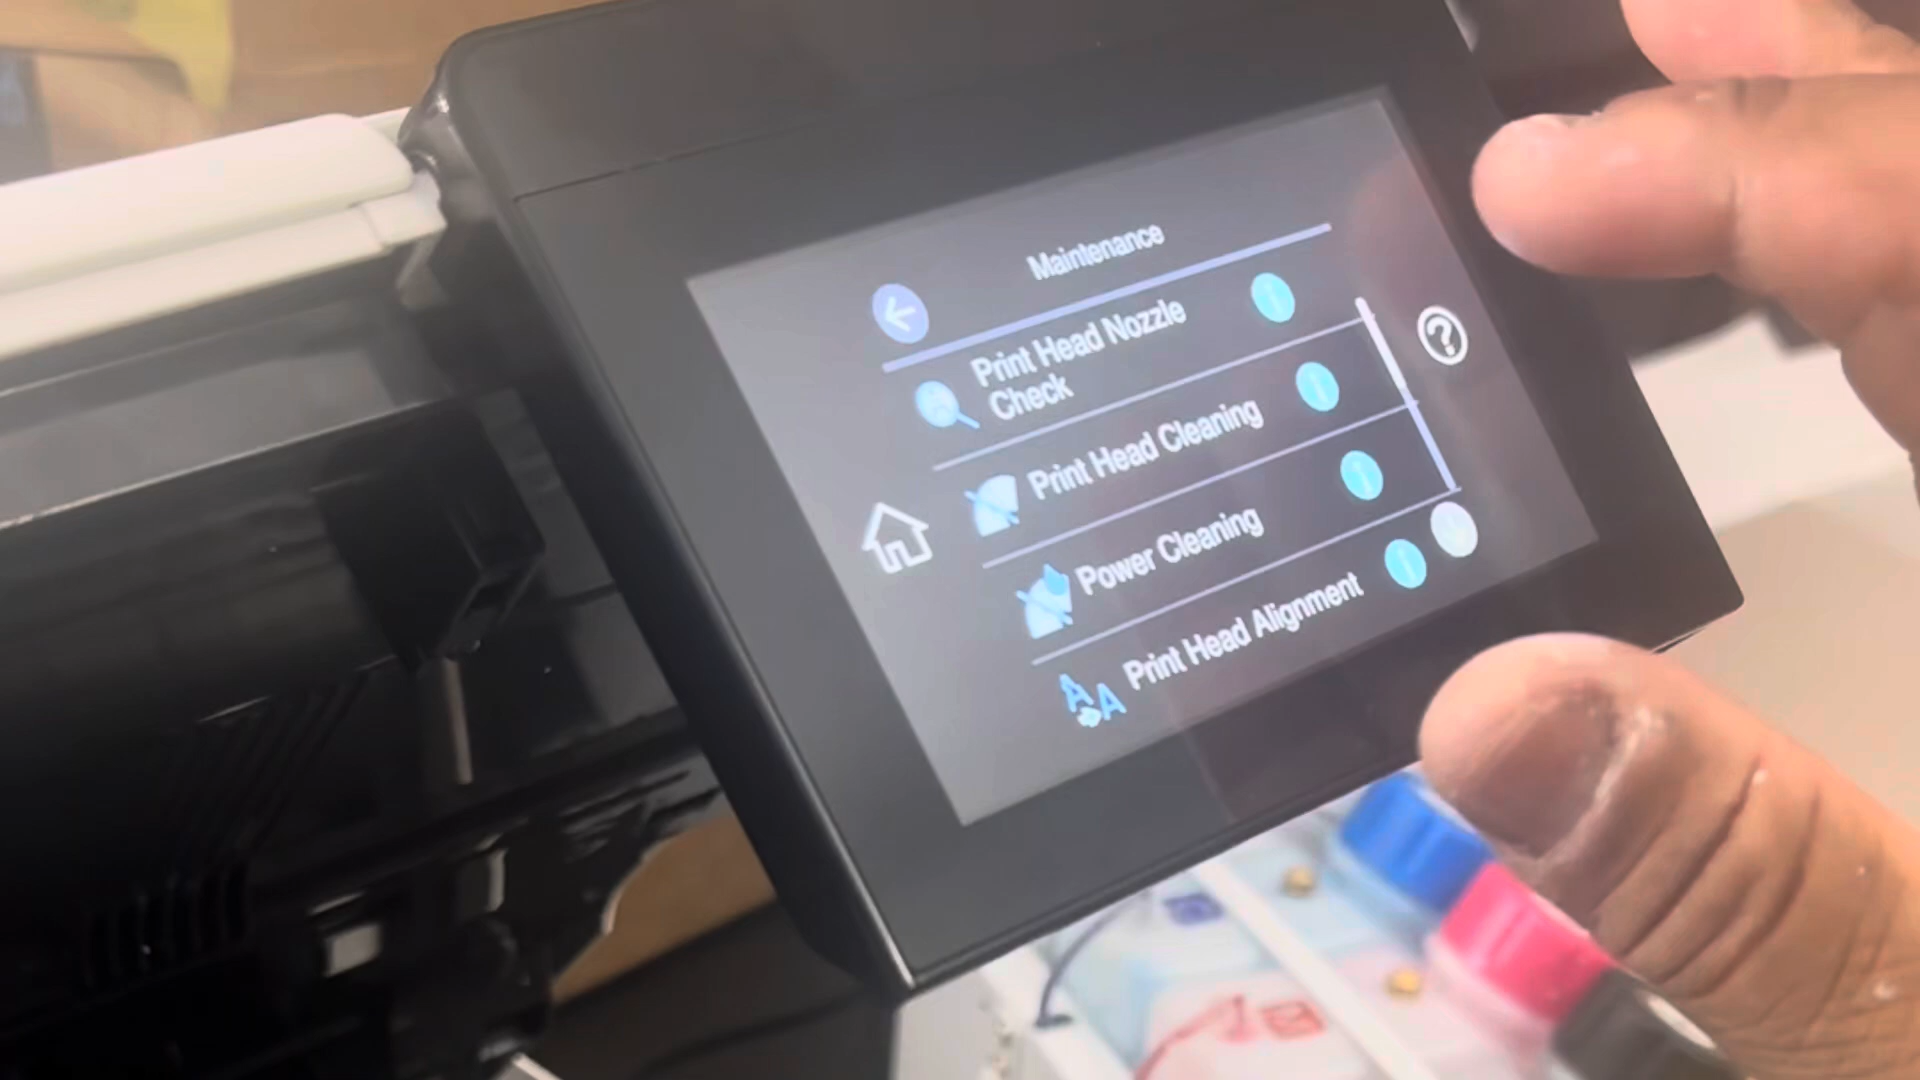 Maintenance
Print Head Nozzle
Check
Print Head Cleaning
Power Cleaning
Print Head Alignment